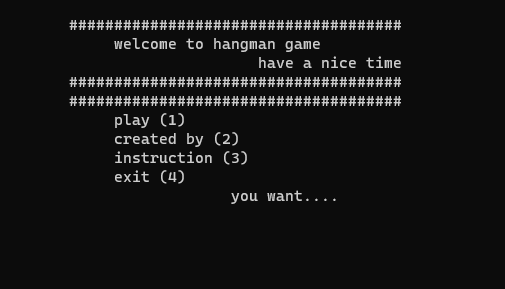 #####################################
welcome to hangman game
have a nice time
#####################################
#####################################
play (1)
created by (2)
instruction (3)
exit (4)
you want....